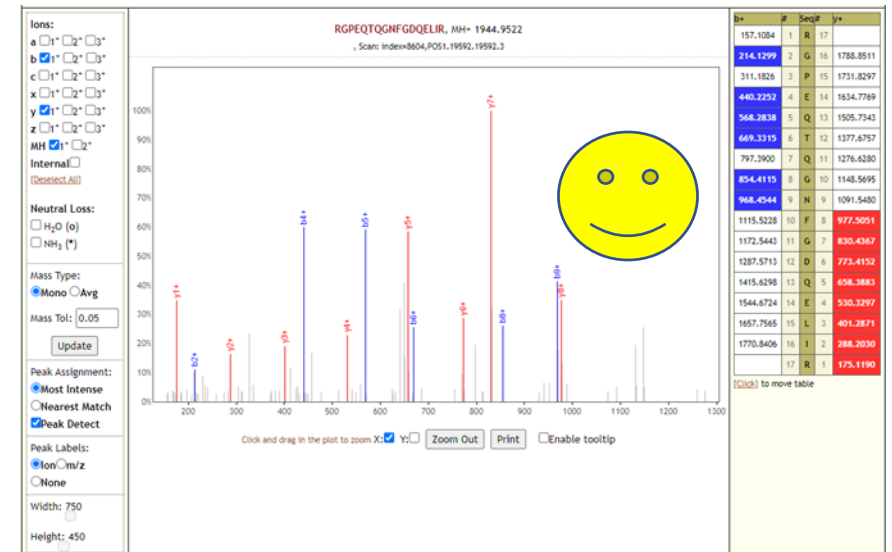 Ions:
a 1+ 2+ 3+
b 1+ 2+ 3+
c 1+ 2+ 3+
x 1+ 2+ 3+
y 1+ 2+ 3+
z 1+ 2+ 3+
MH 1+ 2+
Internal
[Deselect All]
Neutral Loss:
H2O (o)
NH3 (*)
Mass Type:
Mono Avg
Mass Tol: 0.05
Update
Peak Assignment:
Most Intense
Nearest Match
Peak Detect
Peak Labels:
Ion m/z
None
Width: 750
Height: 450
RGPEQTQGNFGDQELIR, MH+ 1944.9522
, Scan: index=8604,POS1.19592.19592.3
100%
90%
80%
70%
60%
50%
40%
30%
20%
10%
0%
y1+
b2+
y2+
y3+
b4+
y4+
b5+
y5+
b6+
y6+
y7+
b8+
b9+
y8+
200 300 400 500 600 700 800 900 1000 1100 1200 1300
Click and drag in the plot to zoom X: Y: Zoom Out Print Enable tooltip
b+ # Seq # y+
157.1084 1 R 17
214.1299 2 G 16 1788.8511
311.1826 3 P 15 1731.8297
440.2252 4 E 14 1634.7769
568.2838 5 Q 13 1505.7343
669.3315 6 T 12 1377.6757
797.3900 7 Q 11 1276.6280
854.4115 8 G 10 1148.5695
968.4544 9 N 9 1091.5480
1115.5228 10 F 8 977.5051
1172.5443 11 G 7 830.4367
1287.5713 12 D 6 773.4152
1415.6298 13 Q 5 658.3883
1544.6724 14 E 4 530.3297
1657.7565 15 L 3 401.2871
1770.8406 16 I 2 288.2030
17 R 1 175.1190
[Click] to move table